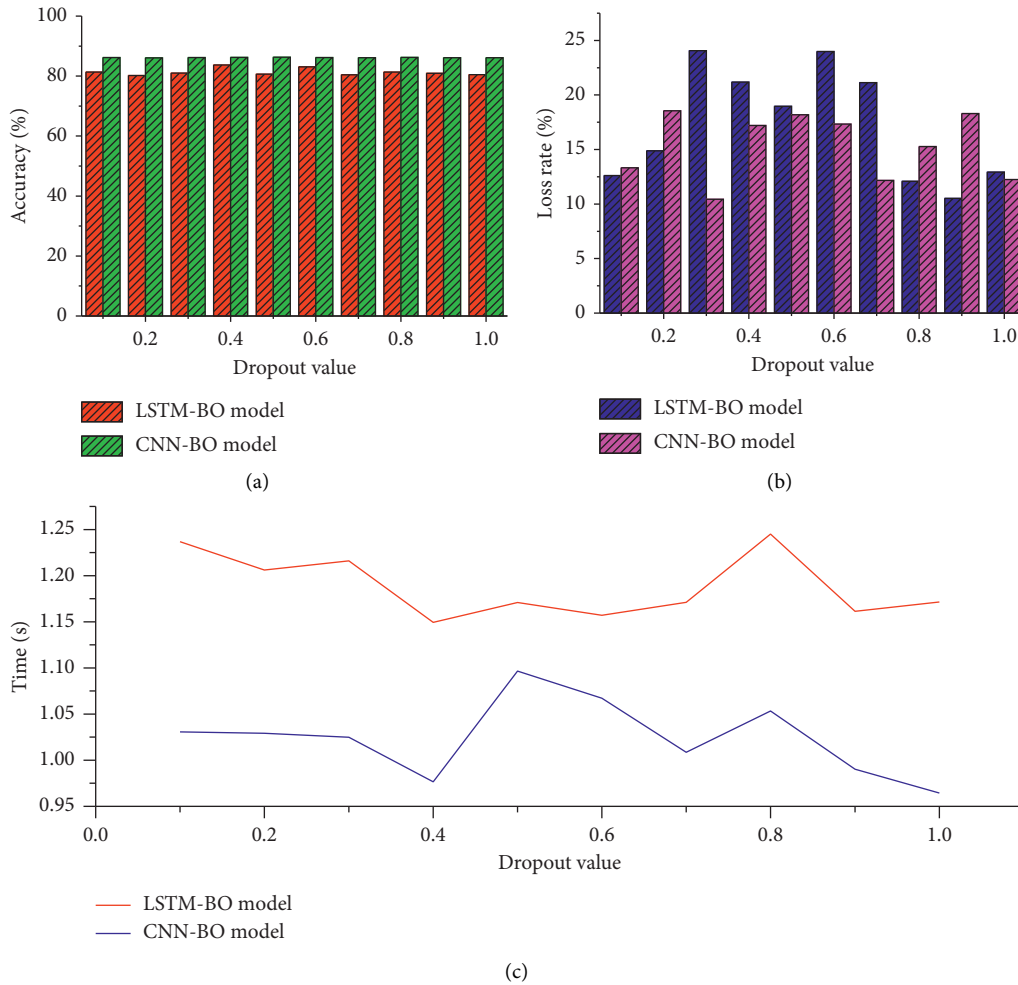 100
80
60
40
20
0
Accuracy (%)
0.2 0.4 0.6 0.8 1.0
Dropout value
LSTM-BO model
CNN-BO model
(a)
25
20
15
10
5
0
Loss rate (%)
0.2 0.4 0.6 0.8 1.0
Dropout value
LSTM-BO model
CNN-BO model
(b)
1.25
1.20
1.15
1.10
1.05
1.00
0.95
Time (s)
0.0 0.2 0.4 0.6 0.8 1.0
Dropout value
LSTM-BO model
CNN-BO model
(c)